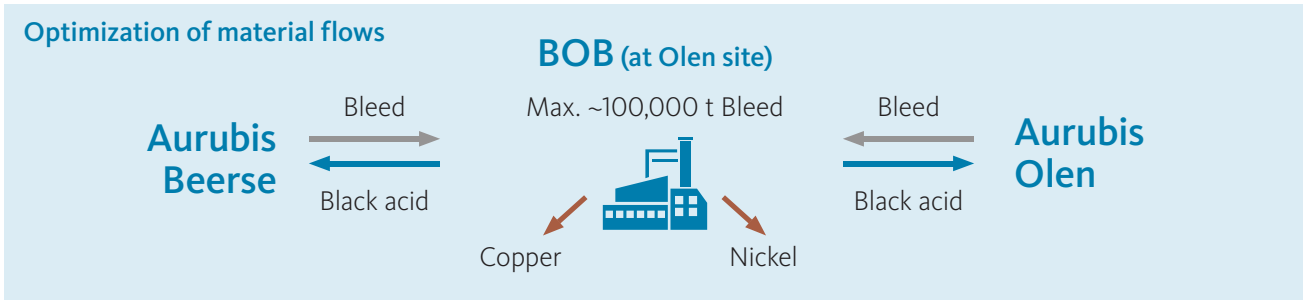 Optimization of material flows
BOB (at Olen site)
Max. ~100,000 t Bleed
Aurubis
Beerse
Bleed
Black acid
Bleed
Black acid
Aurubis
Olen
Copper
Nickel